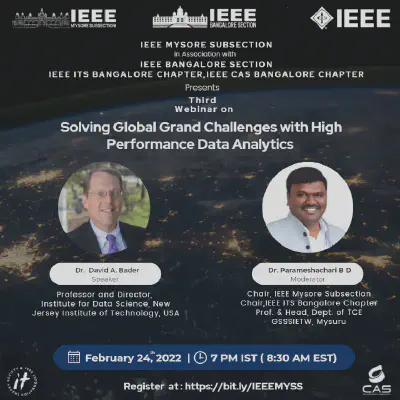 IEEE
MYSORE SUBSECTION
IEEE
BANGALORE SECTION
IEEE
IEEE MYSORE SUBSECTION
in Association with
IEEE BANGALORE SECTION
IEEE ITS BANGALORE CHAPTER,IEEE CAS BANGALORE CHAPTER
Presents
Third
Webinar on
Solving Global Grand Challenges with High
Performance Data Analytics
Dr. David A. Bader
Speaker
Professor and Director,
Institute for Data Science, New
Jersey Institute of Technology, USA
Dr. Parameshachari B D
Moderator
Chair, IEEE Mysore Subsection
Chair,IEEE ITS Bangalore Chapter
Prof. & Head, Dept. of TCE
GSSSIETW, Mysuru
February 24th 2022 | 7 PM IST ( 8:30 AM EST)
Register at : https://bit.ly/IEEEMYSS
it
CAS